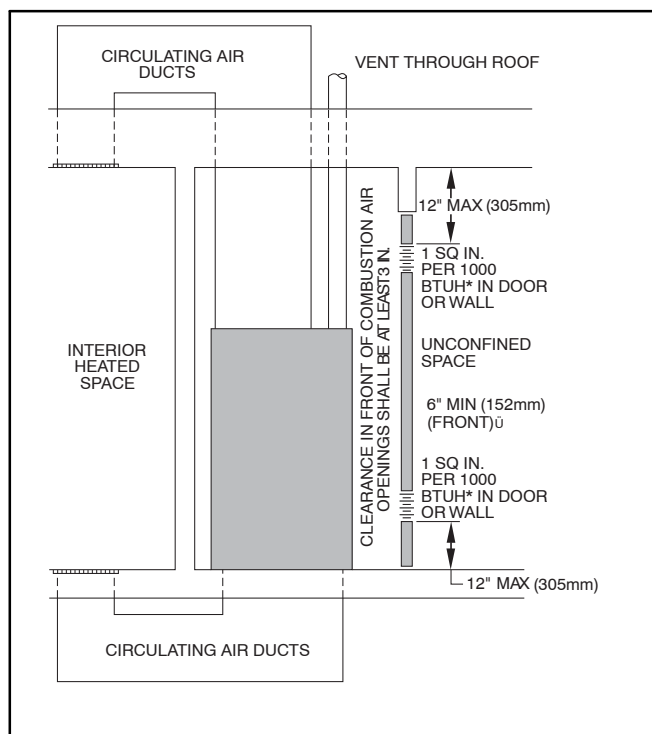 CIRCULATING AIR
DUCTS
VENT THROUGH ROOF
12" MAX (305mm)
1 SQ IN.
PER 1000
BTUH* IN DOOR
OR WALL
CLEARANCE IN FRONT OF COMBUSTION AIR
OPENINGS SHALL BE AT LEAST3 IN.
INTERIOR
HEATED
SPACE
UNCONFINED
SPACE
6" MIN (152mm)
(FRONT)Ü
1 SQ IN.
PER 1000
BTUH* IN DOOR
OR WALL
12" MAX (305mm)
CIRCULATING AIR DUCTS